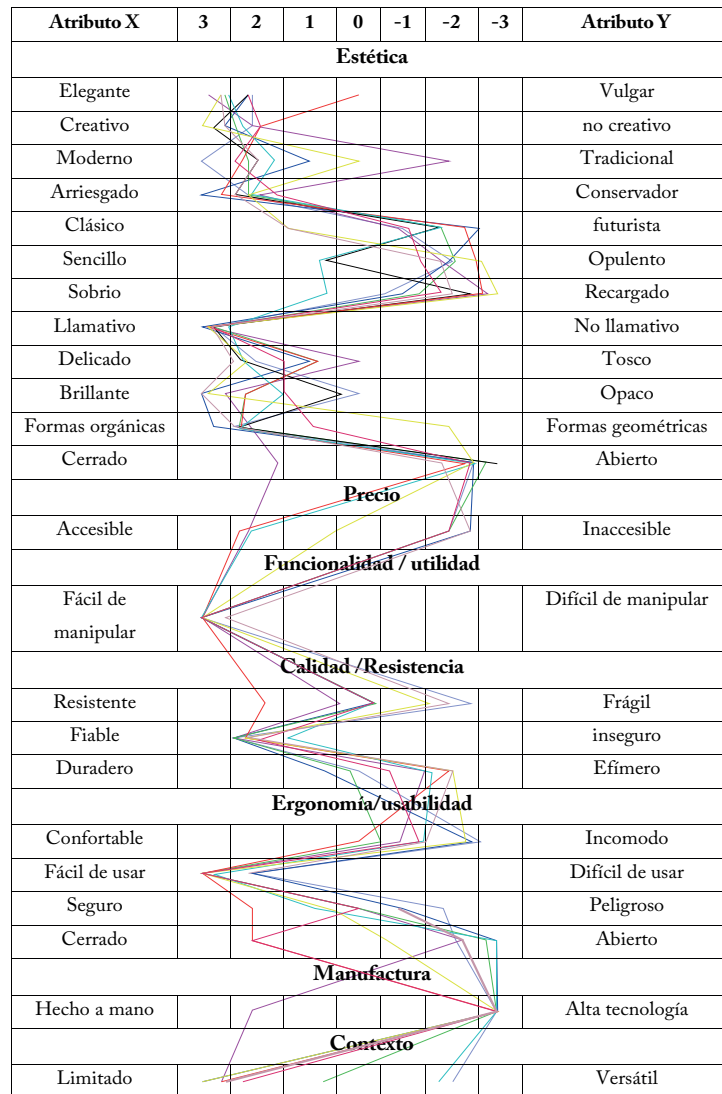 Atributo X 3 2 1 0 -1 -2 -3 Atributo Y
Estética
Elegante Vulgar
Creativo no creativo
Moderno Tradicional
Arriesgado Conservador
Clásico futurista
Sencillo Opulento
Sobrio Recargado
Llamativo No llamativo
Delicado Tosco
Brillante Opaco
Formas orgánicas Formas geométricas
Cerrado Abierto
Precio
Accesible Inaccesible
Funcionalidad / utilidad
Fácil de Difícil de manipular
manipular
Calidad /Resistencia
Resistente Frágil
Fiable inseguro
Duradero Efímero
Ergonomía/usabilidad
Confortable Incomodo
Fácil de usar Difícil de usar
Seguro Peligroso
Cerrado Abierto
Manufactura
Hecho a mano Alta tecnología
Contexto
Limitado Versátil